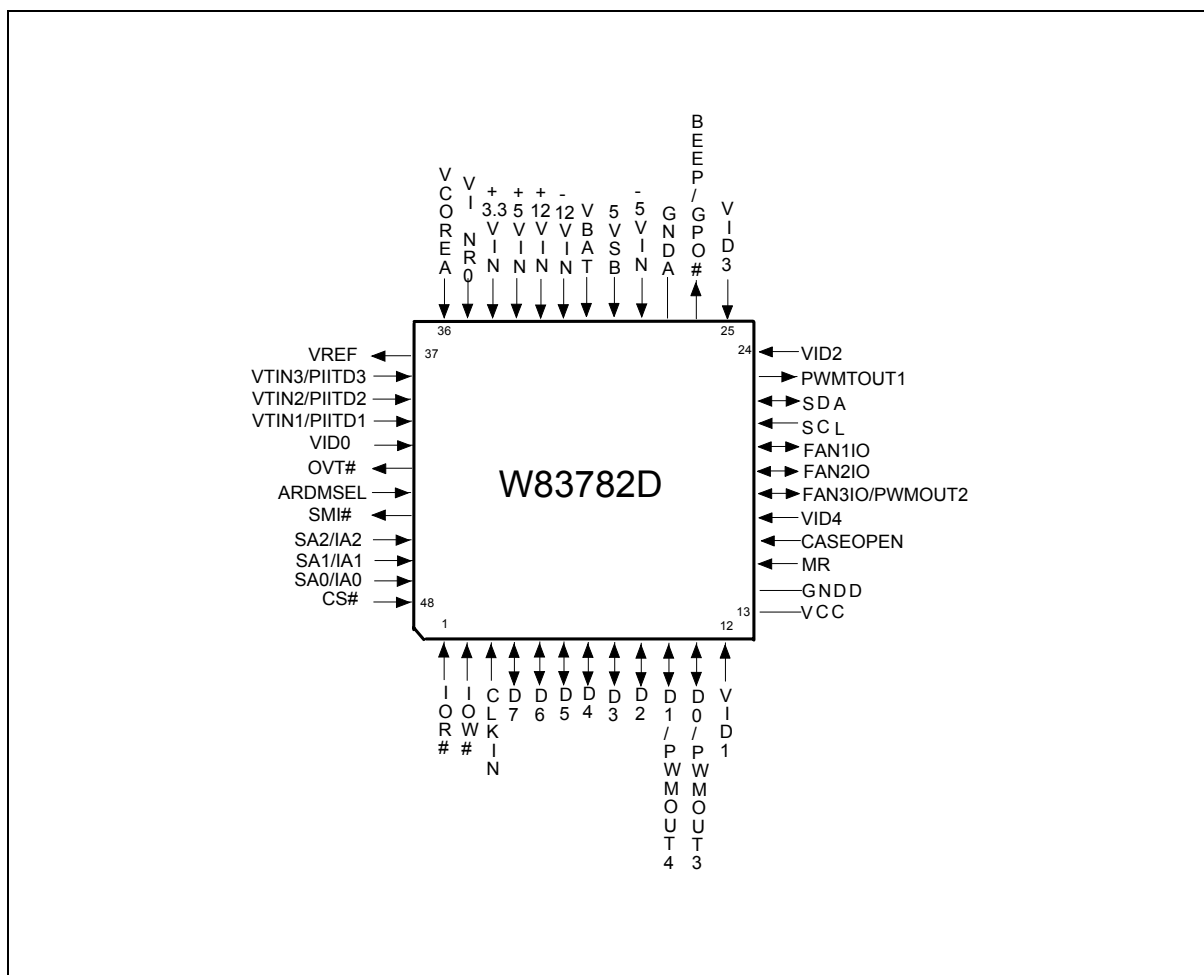 VCOREA
VI NR0
+3.3VIN
+5VIN
+12VIN
-12VIN
VBAT
5VSB
-5VIN
GNDA
BEEP/GPO#
VID3
36
25
37
24
VREF
VTIN3/PIITD3
VTIN2/PIITD2
VTIN1/PIITD1
VID0
OVT#
ARDMSEL
SMI#
SA2/IA2
SA1/IA1
SA0/IA0
CS#
W83782D
VID2
PWMTOUT1
SDA
SCL
FAN1IO
FAN2IO
FAN3IO/PWMOUT2
VID4
CASEOPEN
MR
GNDD
VCC
48
13
1
12
IOR#
IOW#
CLKIN
D7
D6
D5
D4
D3
D2
D1/PWMOUT4
D0/PWMOUT3
VID1